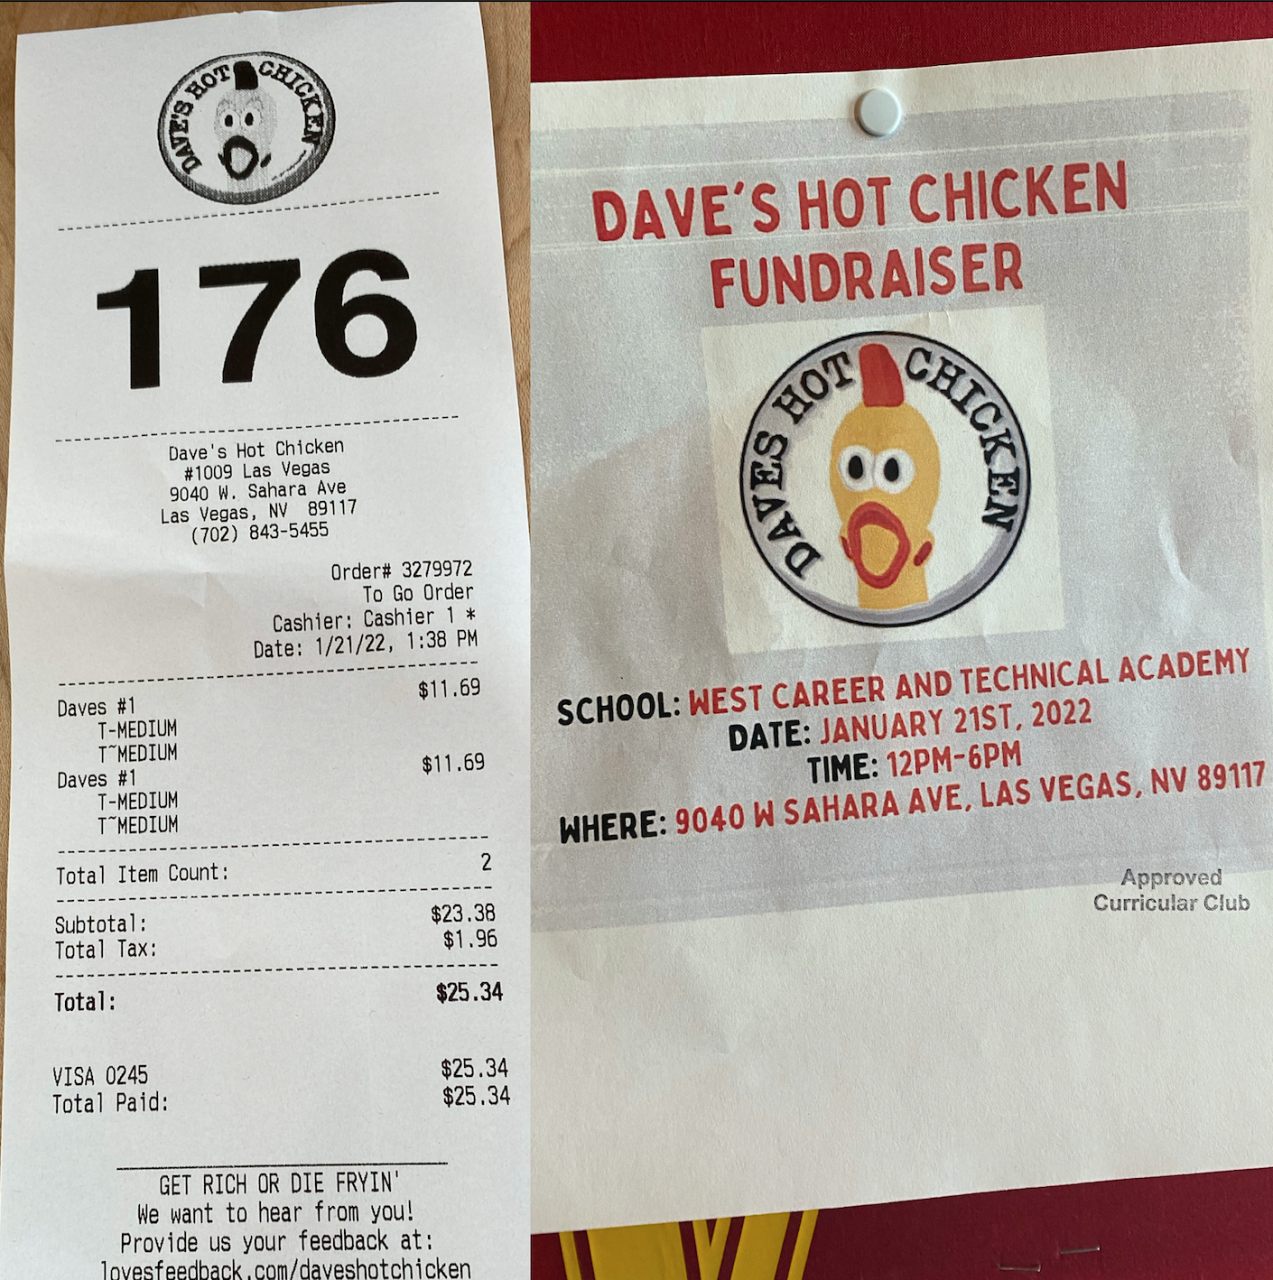 DAVE'S HOT CHICKEN
176
Dave's Hot Chicken
#1009 Las Vegas
9040 W. Sahara Ave
Las Vegas, NV 89117
(702) 843-5455
Order# 3279972
To Go Order
Cashier: Cashier 1 *
Date: 1/21/22, 1:38 PM
Daves #1 $11.69
T-MEDIUM
T~MEDIUM
Daves #1 $11.69
T-MEDIUM
T~MEDIUM
Total Item Count: 2
Subtotal: $23.38
Total Tax: $1.96
Total: $25.34
VISA 0245 $25.34
Total Paid: $25.34
GET RICH OR DIE FRYIN'
We want to hear from you!
Provide us your feedback at:
lovesfeedback.com/daveshotchicken
DAVE'S HOT CHICKEN
FUNDRAISER
DAVES HOT CHICKEN
SCHOOL: WEST CAREER AND TECHNICAL ACADEMY
DATE: JANUARY 21ST, 2022
TIME: 12PM-6PM
WHERE: 9040 W SAHARA AVE, LAS VEGAS, NV 89117
Approved
Curricular Club